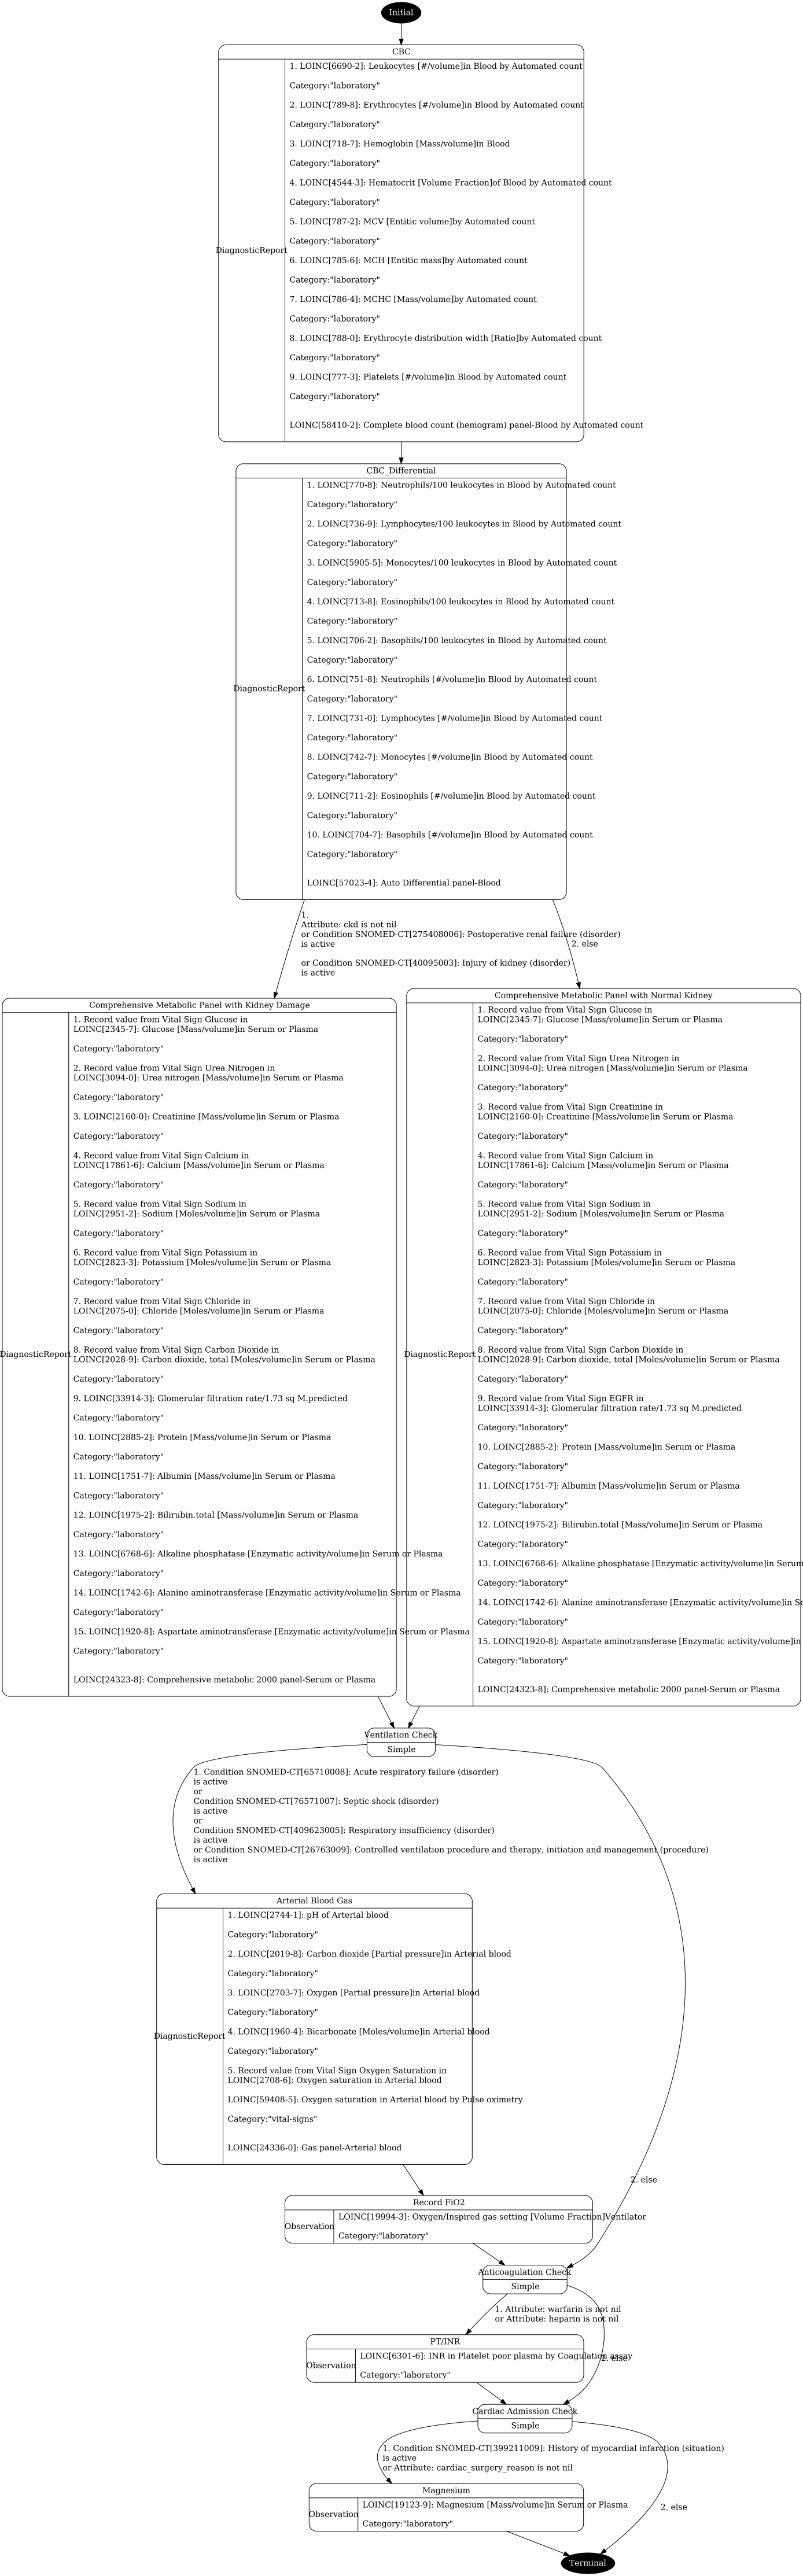 Initial
CBC
DiagnosticReport
1. LOINC[6690-2]: Leukocytes [#/volume]in Blood by Automated count
Category:"laboratory"
2. LOINC[789-8]: Erythrocytes [#/volume]in Blood by Automated count
Category:"laboratory"
3. LOINC[718-7]: Hemoglobin [Mass/volume]in Blood
Category:"laboratory"
4. LOINC[4544-3]: Hematocrit [Volume Fraction]of Blood by Automated count
Category:"laboratory"
5. LOINC[787-2]: MCV [Entitic volume]by Automated count
Category:"laboratory"
6. LOINC[785-6]: MCH [Entitic mass]by Automated count
Category:"laboratory"
7. LOINC[786-4]: MCHC [Mass/volume]by Automated count
Category:"laboratory"
8. LOINC[788-0]: Erythrocyte distribution width [Ratio]by Automated count
Category:"laboratory"
9. LOINC[777-3]: Platelets [#/volume]in Blood by Automated count
Category:"laboratory"
LOINC[58410-2]: Complete blood count (hemogram) panel-Blood by Automated count
CBC_Differential
DiagnosticReport
1. LOINC[770-8]: Neutrophils/100 leukocytes in Blood by Automated count
Category:"laboratory"
2. LOINC[736-9]: Lymphocytes/100 leukocytes in Blood by Automated count
Category:"laboratory"
3. LOINC[5905-5]: Monocytes/100 leukocytes in Blood by Automated count
Category:"laboratory"
4. LOINC[713-8]: Eosinophils/100 leukocytes in Blood by Automated count
Category:"laboratory"
5. LOINC[706-2]: Basophils/100 leukocytes in Blood by Automated count
Category:"laboratory"
6. LOINC[751-8]: Neutrophils [#/volume]in Blood by Automated count
Category:"laboratory"
7. LOINC[731-0]: Lymphocytes [#/volume]in Blood by Automated count
Category:"laboratory"
8. LOINC[742-7]: Monocytes [#/volume]in Blood by Automated count
Category:"laboratory"
9. LOINC[711-2]: Eosinophils [#/volume]in Blood by Automated count
Category:"laboratory"
10. LOINC[704-7]: Basophils [#/volume]in Blood by Automated count
Category:"laboratory"
LOINC[57023-4]: Auto Differential panel-Blood
1.
Attribute: ckd is not nil
or Condition SNOMED-CT[275408006]: Postoperative renal failure (disorder)
is active
or Condition SNOMED-CT[40095003]: Injury of kidney (disorder)
is active
2. else
Comprehensive Metabolic Panel with Kidney Damage
DiagnosticReport
1. Record value from Vital Sign Glucose in
LOINC[2345-7]: Glucose [Mass/volume]in Serum or Plasma
Category:"laboratory"
2. Record value from Vital Sign Urea Nitrogen in
LOINC[3094-0]: Urea nitrogen [Mass/volume]in Serum or Plasma
Category:"laboratory"
3. LOINC[2160-0]: Creatinine [Mass/volume]in Serum or Plasma
Category:"laboratory"
4. Record value from Vital Sign Calcium in
LOINC[17861-6]: Calcium [Mass/volume]in Serum or Plasma
Category:"laboratory"
5. Record value from Vital Sign Sodium in
LOINC[2951-2]: Sodium [Moles/volume]in Serum or Plasma
Category:"laboratory"
6. Record value from Vital Sign Potassium in
LOINC[2823-3]: Potassium [Moles/volume]in Serum or Plasma
Category:"laboratory"
7. Record value from Vital Sign Chloride in
LOINC[2075-0]: Chloride [Moles/volume]in Serum or Plasma
Category:"laboratory"
8. Record value from Vital Sign Carbon Dioxide in
LOINC[2028-9]: Carbon dioxide, total [Moles/volume]in Serum or Plasma
Category:"laboratory"
9. LOINC[33914-3]: Glomerular filtration rate/1.73 sq M.predicted
Category:"laboratory"
10. LOINC[2885-2]: Protein [Mass/volume]in Serum or Plasma
Category:"laboratory"
11. LOINC[1751-7]: Albumin [Mass/volume]in Serum or Plasma
Category:"laboratory"
12. LOINC[1975-2]: Bilirubin.total [Mass/volume]in Serum or Plasma
Category:"laboratory"
13. LOINC[6768-6]: Alkaline phosphatase [Enzymatic activity/volume]in Serum or Plasma
Category:"laboratory"
14. LOINC[1742-6]: Alanine aminotransferase [Enzymatic activity/volume]in Serum or Plasma
Category:"laboratory"
15. LOINC[1920-8]: Aspartate aminotransferase [Enzymatic activity/volume]in Serum or Plasma
Category:"laboratory"
LOINC[24323-8]: Comprehensive metabolic 2000 panel-Serum or Plasma
Comprehensive Metabolic Panel with Normal Kidney
DiagnosticReport
1. Record value from Vital Sign Glucose in
LOINC[2345-7]: Glucose [Mass/volume]in Serum or Plasma
Category:"laboratory"
2. Record value from Vital Sign Urea Nitrogen in
LOINC[3094-0]: Urea nitrogen [Mass/volume]in Serum or Plasma
Category:"laboratory"
3. Record value from Vital Sign Creatinine in
LOINC[2160-0]: Creatinine [Mass/volume]in Serum or Plasma
Category:"laboratory"
4. Record value from Vital Sign Calcium in
LOINC[17861-6]: Calcium [Mass/volume]in Serum or Plasma
Category:"laboratory"
5. Record value from Vital Sign Sodium in
LOINC[2951-2]: Sodium [Moles/volume]in Serum or Plasma
Category:"laboratory"
6. Record value from Vital Sign Potassium in
LOINC[2823-3]: Potassium [Moles/volume]in Serum or Plasma
Category:"laboratory"
7. Record value from Vital Sign Chloride in
LOINC[2075-0]: Chloride [Moles/volume]in Serum or Plasma
Category:"laboratory"
8. Record value from Vital Sign Carbon Dioxide in
LOINC[2028-9]: Carbon dioxide, total [Moles/volume]in Serum or Plasma
Category:"laboratory"
9. Record value from Vital Sign EGFR in
LOINC[33914-3]: Glomerular filtration rate/1.73 sq M.predicted
Category:"laboratory"
10. LOINC[2885-2]: Protein [Mass/volume]in Serum or Plasma
Category:"laboratory"
11. LOINC[1751-7]: Albumin [Mass/volume]in Serum or Plasma
Category:"laboratory"
12. LOINC[1975-2]: Bilirubin.total [Mass/volume]in Serum or Plasma
Category:"laboratory"
13. LOINC[6768-6]: Alkaline phosphatase [Enzymatic activity/volume]in Serum
Category:"laboratory"
14. LOINC[1742-6]: Alanine aminotransferase [Enzymatic activity/volume]in
Category:"laboratory"
15. LOINC[1920-8]: Aspartate aminotransferase [Enzymatic activity/volume]in
Category:"laboratory"
LOINC[24323-8]: Comprehensive metabolic 2000 panel-Serum or Plasma
Ventilation Check
Simple
1. Condition SNOMED-CT[65710008]: Acute respiratory failure (disorder)
is active
or
Condition SNOMED-CT[76571007]: Septic shock (disorder)
is active
or
Condition SNOMED-CT[409623005]: Respiratory insufficiency (disorder)
is active
or Condition SNOMED-CT[26763009]: Controlled ventilation procedure and therapy, initiation and management (procedure)
is active
Arterial Blood Gas
DiagnosticReport
1. LOINC[2744-1]: pH of Arterial blood
Category:"laboratory"
2. LOINC[2019-8]: Carbon dioxide [Partial pressure]in Arterial blood
Category:"laboratory"
3. LOINC[2703-7]: Oxygen [Partial pressure]in Arterial blood
Category:"laboratory"
4. LOINC[1960-4]: Bicarbonate [Moles/volume]in Arterial blood
Category:"laboratory"
5. Record value from Vital Sign Oxygen Saturation in
LOINC[2708-6]: Oxygen saturation in Arterial blood
LOINC[59408-5]: Oxygen saturation in Arterial blood by Pulse oximetry
Category:"vital-signs"
LOINC[24336-0]: Gas panel-Arterial blood
2. else
Record FiO2
Observation
LOINC[19994-3]: Oxygen/Inspired gas setting [Volume Fraction]Ventilator
Category:"laboratory"
Anticoagulation Check
Simple
1. Attribute: warfarin is not nil
or Attribute: heparin is not nil
2. else
PT/INR
Observation
LOINC[6301-6]: INR in Platelet poor plasma by Coagulation assay
Category:"laboratory"
Cardiac Admission Check
Simple
1. Condition SNOMED-CT[399211009]: History of myocardial infarction (situation)
is active
or Attribute: cardiac_surgery_reason is not nil
2. else
Magnesium
Observation
LOINC[19123-9]: Magnesium [Mass/volume]in Serum or Plasma
Category:"laboratory"
Terminal